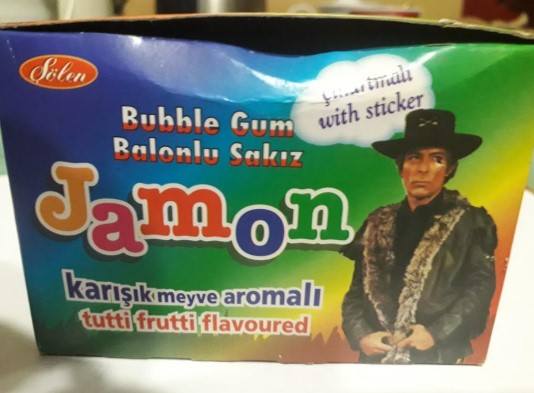 Şölen
çıkartmalı
with sticker
Bubble Gum
Balonlu Sakız
Jamon
karışık meyve aromalı
tutti frutti flavoured